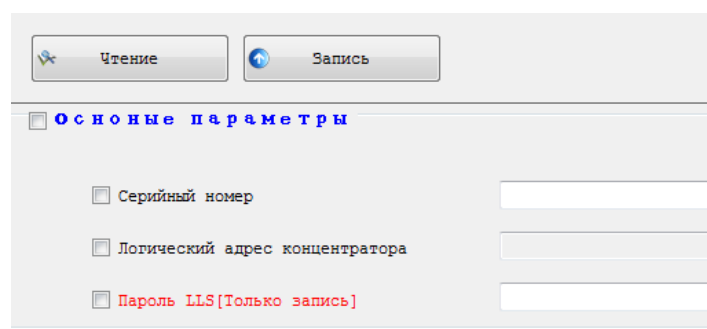 Чтение Запись
Осноные параметры
Серийный номер
Логический адрес концентратора
Пароль LLS[Только запись]